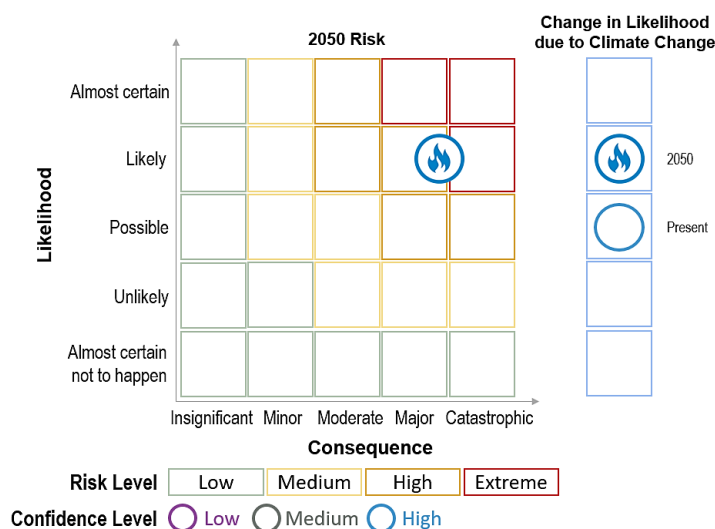 2050 Risk
Change in Likelihood
due to Climate Change
Likelihood
Almost certain
Likely
Possible
Unlikely
Almost certain
not to happen
2050
Present
Insignificant Minor Moderate Major Catastrophic
Consequence
Risk Level Low Medium High Extreme
Confidence Level Low Medium High